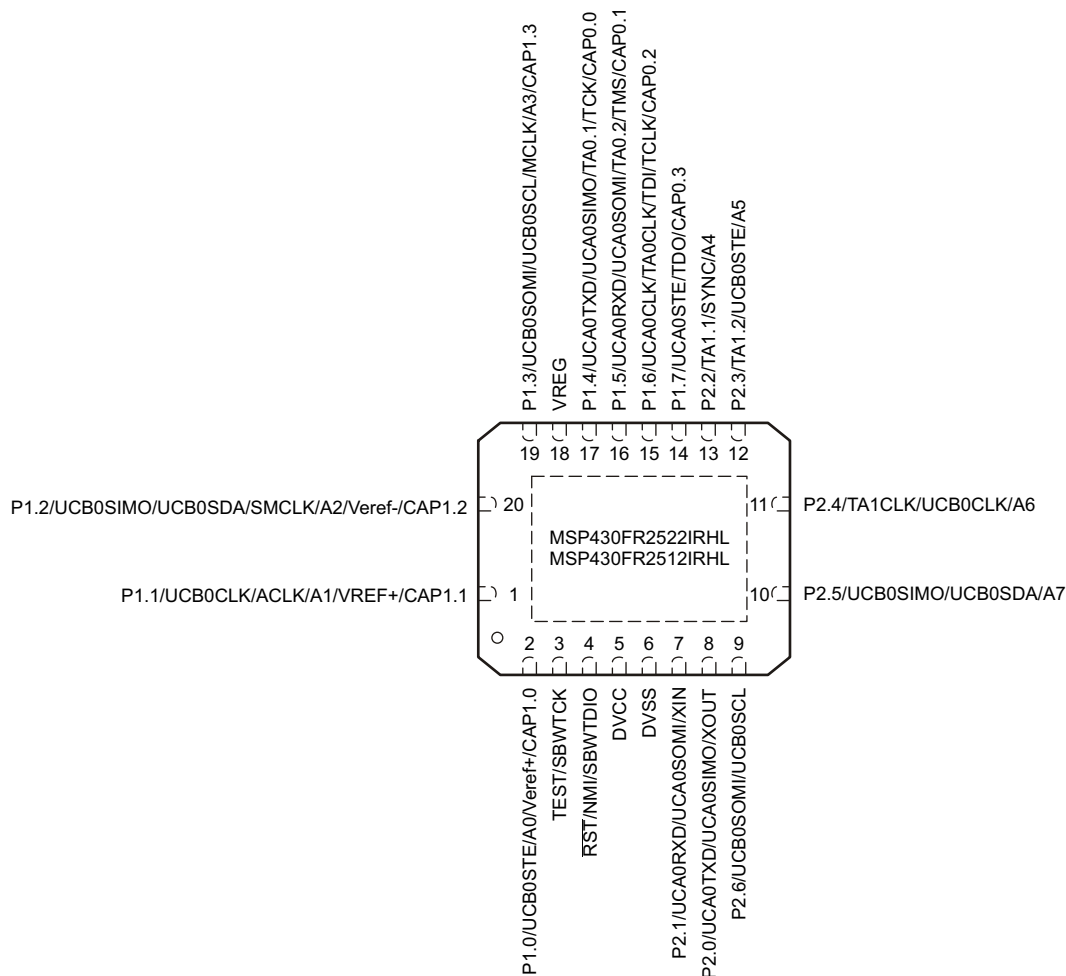 P1.3/UCB0SOMI/UCB0SCL/MCLK/A3/CAP1.3
VREG
P1.4/UCA0TXD/UCA0SIMO/TA0.1/TCK/CAP0.0
P1.5/UCA0RXD/UCA0SOMI/TA0.2/TMS/CAP0.1
P1.6/UCA0CLK/TA0CLK/TDI/TCLK/CAP0.2
P1.7/UCA0STE/TDO/CAP0.3
P2.2/TA1.1/SYNC/A4
P2.3/TA1.2/UCB0STE/A5
19 18 17 16 15 14 13 12
P1.2/UCB0SIMO/UCB0SDA/SMCLK/A2/Veref-/CAP1.2 20
11 P2.4/TA1CLK/UCB0CLK/A6
MSP430FR2522IRHL
MSP430FR2512IRHL
P1.1/UCB0CLK/ACLK/A1/VREF+/CAP1.1 1
10 P2.5/UCB0SIMO/UCB0SDA/A7
2 3 4 5 6 7 8 9
P1.0/UCB0STE/A0/Veref+/CAP1.0
TEST/SBWTCK
RST/NMI/SBWTDIO
DVCC
DVSS
P2.1/UCA0RXD/UCA0SOMI/XIN
P2.0/UCA0TXD/UCA0SIMO/XOUT
P2.6/UCB0SOMI/UCB0SCL